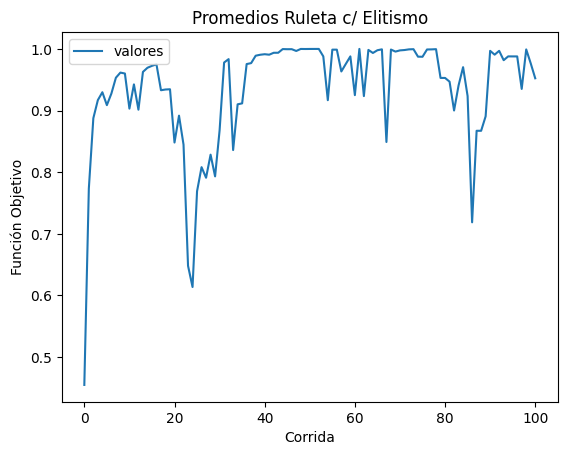 Promedios Ruleta c/ Elitismo
valores
Función Objetivo
1.0
0.9
0.8
0.7
0.6
0.5
0 20 40 60 80 100
Corrida